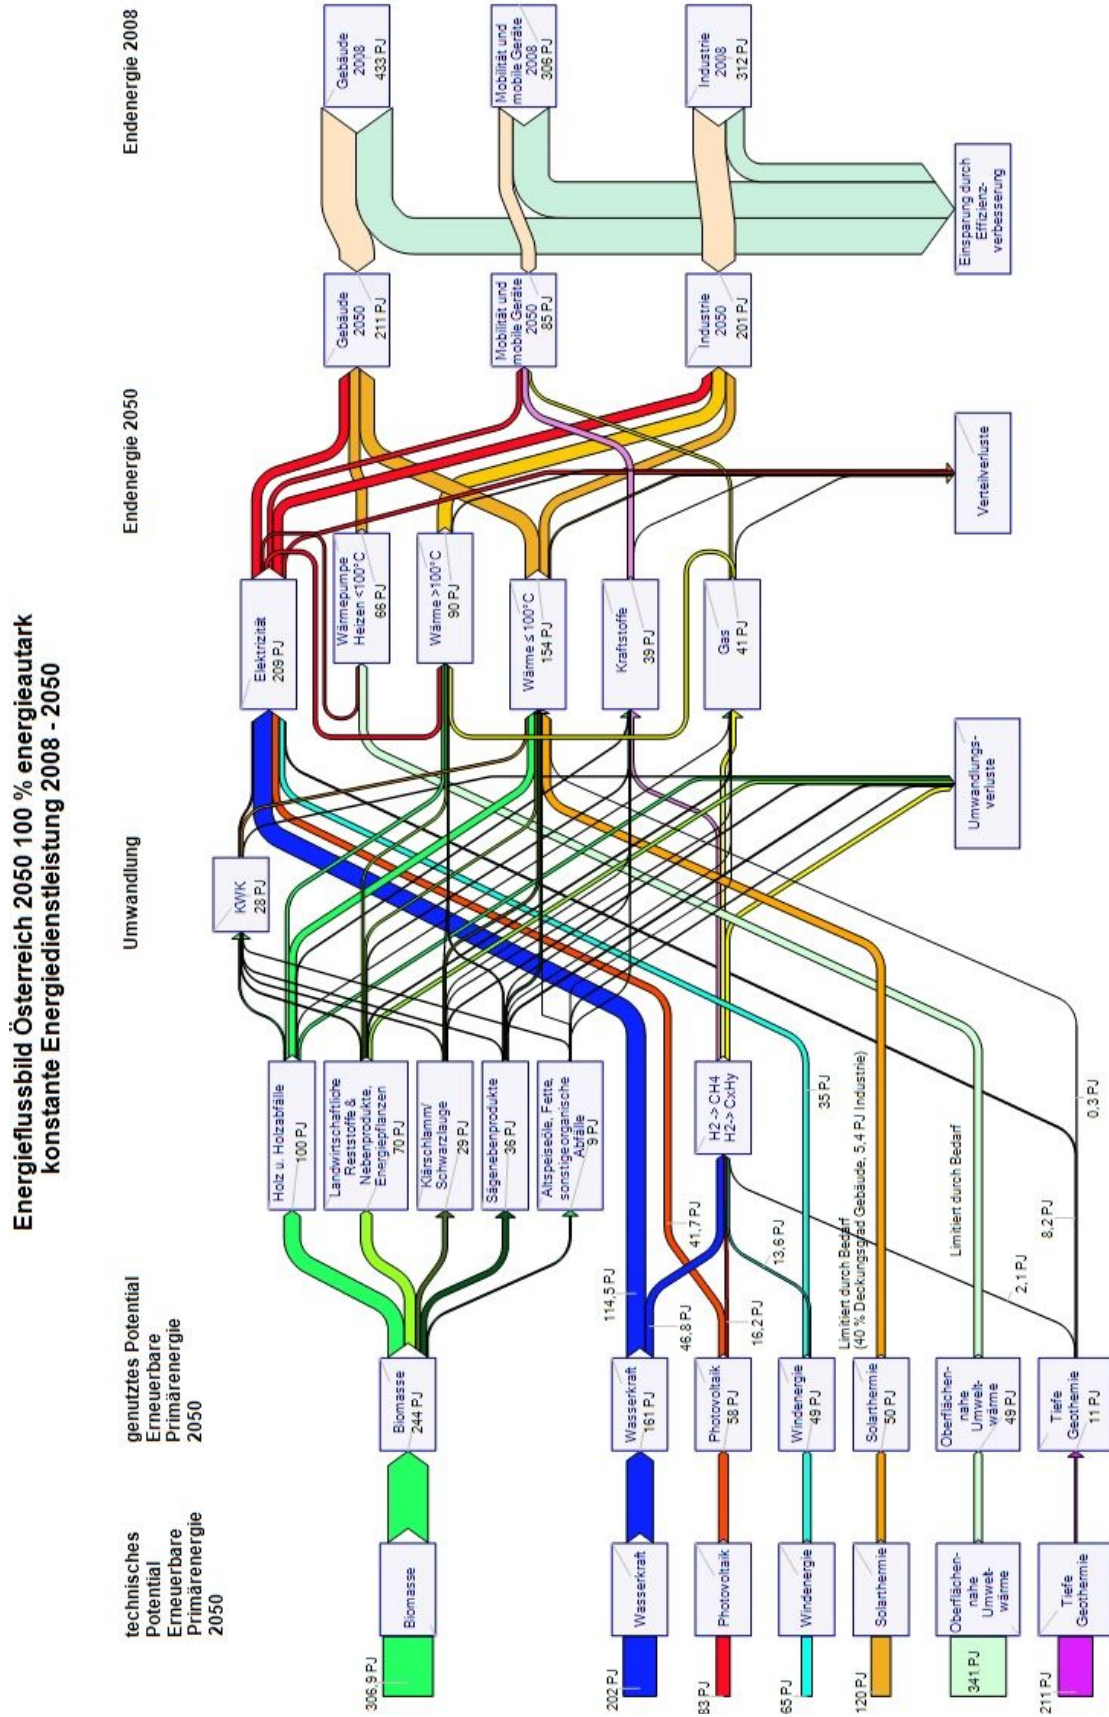 Energieflussbild Österreich 2050 100 % energieautark
konstante Energiedienstleistung 2008 - 2050
technisches
Potential
Erneuerbare
Primärenergie
2050
genutztes Potential
Erneuerbare
Primärenergie
2050
Umwandlung
Endenergie 2050
Endenergie 2008
306,9 PJ
Biomasse
Biomasse
244 PJ
202 PJ
Wasserkraft
Wasserkraft
161 PJ
83 PJ
Photovoltaik
Photovoltaik
58 PJ
65 PJ
Windenergie
Windenergie
49 PJ
120 PJ
Solarthermie
Solarthermie
50 PJ
341 PJ
Oberflächen-
nahe
Umwelt-
wärme
Oberflächen-
nahe
Umwelt-
wärme
49 PJ
211 PJ
Tiefe
Geothermie
Tiefe
Geothermie
11 PJ
114,5 PJ
46,8 PJ
41,7 PJ
16,2 PJ
13,6 PJ
35 PJ
Limitiert durch Bedarf
(40 % Deckungsgrad Gebäude, 5,4 PJ Industrie)
Limitiert durch Bedarf
2,1 PJ
8,2 PJ
0,3 PJ
Holz u. Holzabfälle
100 PJ
Landwirtschaftliche
Reststoffe &
Nebenprodukte,
Energiepflanzen
70 PJ
Klärschlamm/
Schwarzlauge
29 PJ
Sägenebenprodukte
36 PJ
Altspeiseöle, Fette,
sonstigeorganische
Abfälle
9 PJ
H2 -> CH4
H2-> CxHy
KWK
28 PJ
Elektrizität
209 PJ
Wärmepumpe
Heizen <100°C
66 PJ
Wärme >100°C
90 PJ
Wärme ≤ 100°C
154 PJ
Kraftstoffe
39 PJ
Gas
41 PJ
Umwandlungs-
verluste
Verteilverluste
Gebäude
2050
211 PJ
Mobilität und
mobile Geräte
2050
85 PJ
Industrie
2050
201 PJ
Gebäude
2008
433 PJ
Mobilität und
mobile Geräte
2008
306 PJ
Industrie
2008
312 PJ
Einsparung durch
Effizienz-
verbesserung